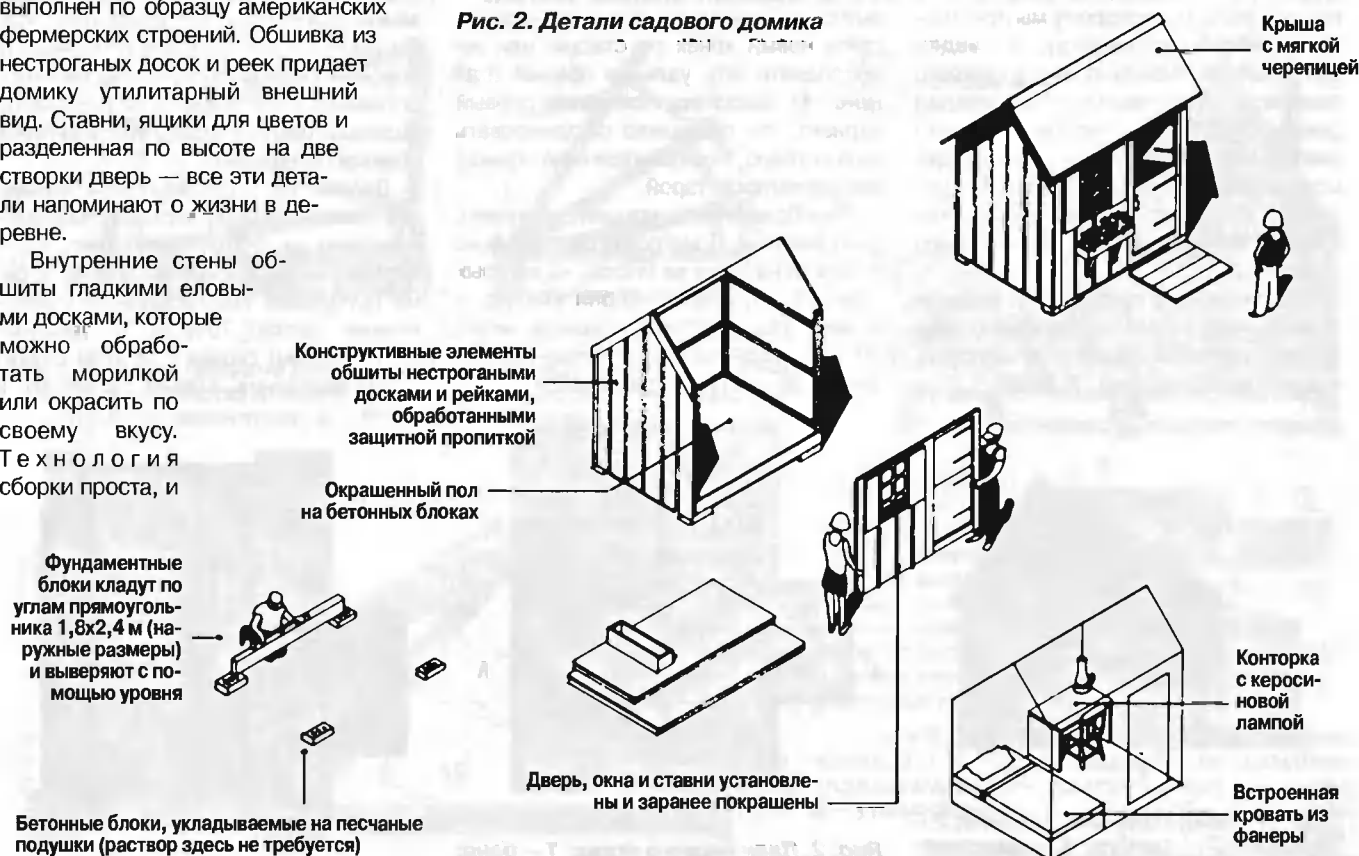 выполнен по образцу американских
фермерских строений. Обшивка из
нестроганых досок и реек придает
домику утилитарный внешний
вид. Ставни, ящики для цветов и
разделенная по высоте на две
створки дверь — все эти дета-
ли напоминают о жизни в де-
ревне.
Внутренние стены об-
шиты гладкими еловы-
ми досками, которые
можно обрабо-
тать морилкой
или окрасить по
своему вкусу.
Технология
сборки проста, и
Рис. 2. Детали садового домика
Крыша
с мягкой
черепицей
Конструктивные элементы
обшиты нестрогаными
досками и рейками,
обработанными
защитной пропиткой
Окрашенный пол
на бетонных блоках
Фундаментные
блоки кладут по
углам прямоуголь-
ника 1,8х2,4 м (на-
ружные размеры)
и выверяют с по-
мощью уровня
Бетонные блоки, укладываемые на песчаные
подушки (раствор здесь не требуется)
Дверь, окна и ставни установле-
ны и заранее покрашены
Конторка
с кероси-
новой
лампой
Встроенная
кровать из
фанеры